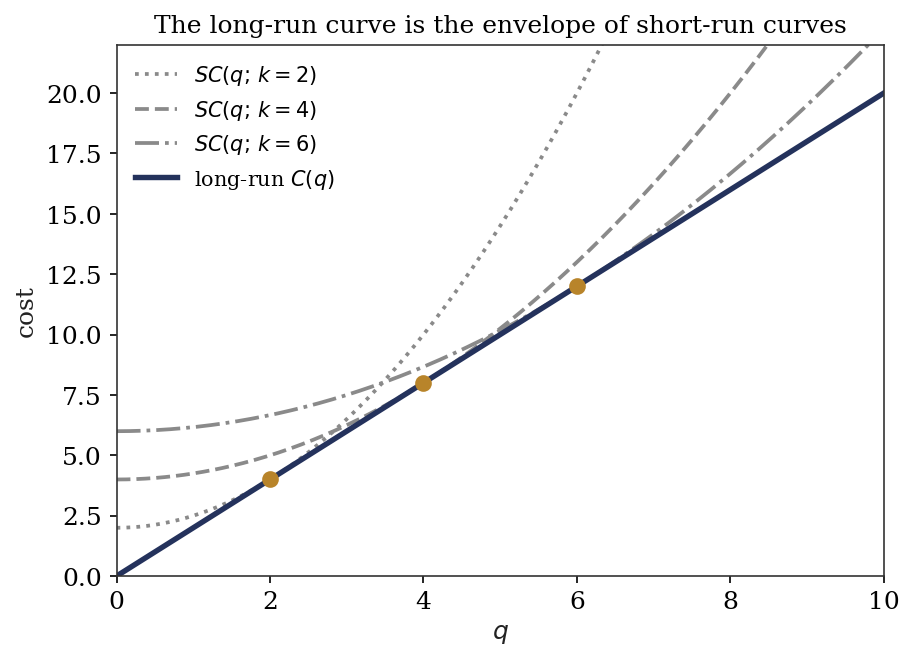 The long-run curve is the envelope of short-run curves
SC(q; k = 2)
SC(q; k = 4)
SC(q; k = 6)
long-run C(q)
cost
20.0
17.5
15.0
12.5
10.0
7.5
5.0
2.5
0.0
0 2 4 6 8 10
q